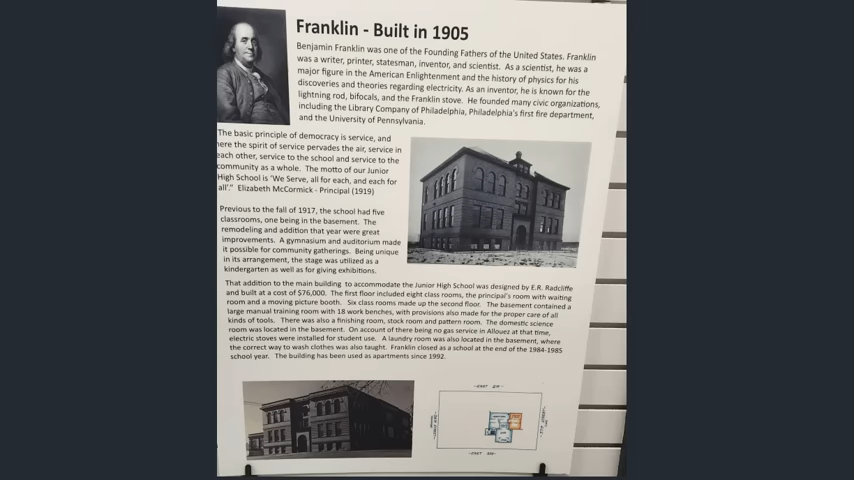 Franklin - Built in 1905
Benjamin Franklin was one of the Founding Fathers of the United States. Franklin
was a writer, printer, statesman, inventor, and scientist. As a scientist, he was a
major figure in the American Enlightenment and the history of physics for his
discoveries and theories regarding electricity. As an inventor, he is known for the
lightning rod, bifocals, and the Franklin stove. He founded many civic organizations,
including the Library Company of Philadelphia, Philadelphia's first fire department,
and the University of Pennsylvania.
The basic principle of democracy is service, and
here the spirit of service pervades the air, service in
each other, service to the school and service to the
community as a whole. The motto of our Junior
High School is 'We Serve, all for each, and each for
all'." Elizabeth McCormick - Principal (1919)
Previous to the fall of 1917, the school had five
classrooms, one being in the basement. The
remodeling and addition that year were great
improvements. A gymnasium and auditorium made
it possible for community gatherings. Being unique
in its arrangement, the stage was utilized as a
kindergarten as well as for giving exhibitions.
That addition to the main building to accommodate the Junior High School was designed by E.R. Radcliffe
and built at a cost of $76,000. The first floor included eight class rooms, the principal's room with waiting
room and a moving picture booth. Six class rooms made up the second floor. The basement contained a
large manual training room with 18 work benches, with provisions also made for the proper care of all
kinds of tools. There was also a finishing room, stock room and pattern room. The domestic science
room was located in the basement. On account of there being no gas service in Allouez at that time,
electric stoves were installed for student use. A laundry room was also located in the basement, where
the correct way to wash clothes was also taught. Franklin closed as a school at the end of the 1984-1985
school year. The building has been used as apartments since 1992.
EAST
EAST